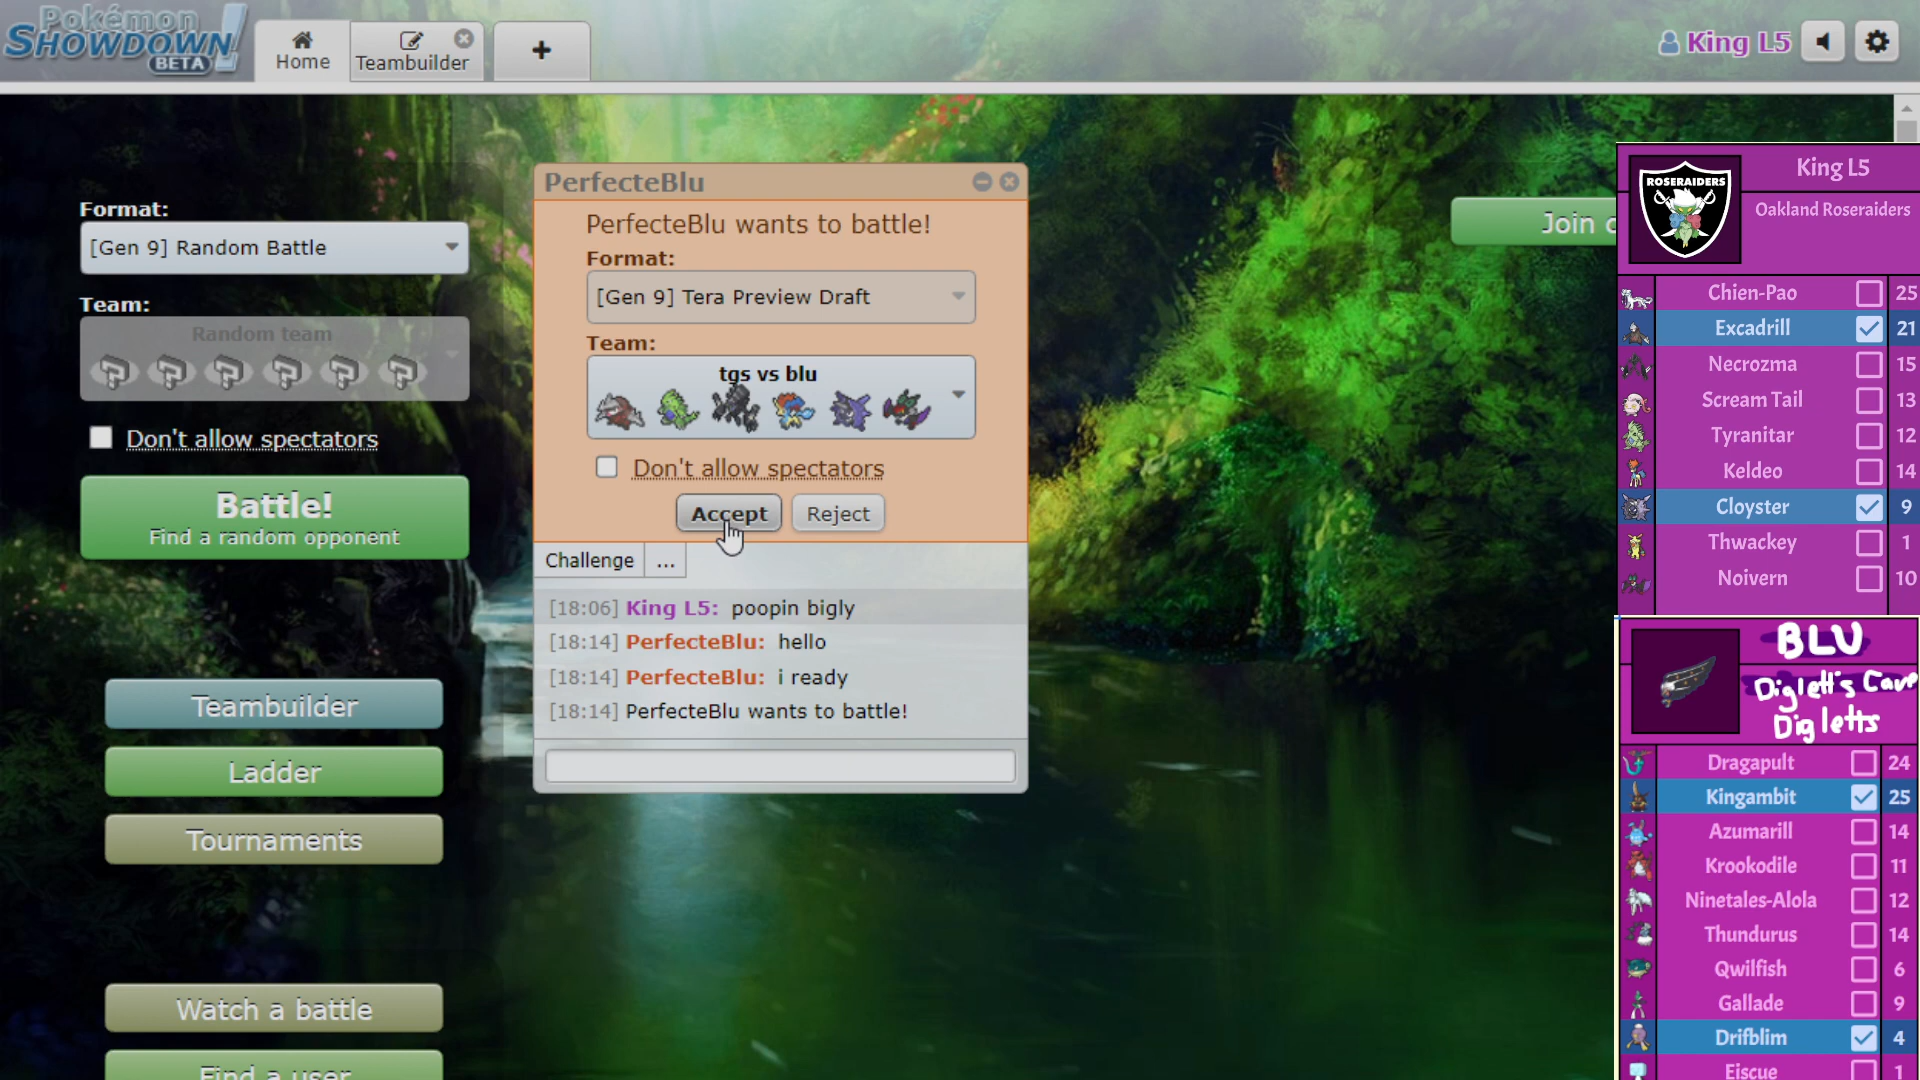 Pokémon
SHOWDOWN!
BETA
Home
Teambuilder
+
King L5
Format:
[Gen 9] Random Battle
Team:
Random team
Don't allow spectators
Battle!
Find a random opponent
Teambuilder
Ladder
Tournaments
Watch a battle
Find a user
PerfecteBlu
PerfecteBlu wants to battle!
Format:
[Gen 9] Tera Preview Draft
Team:
tgs vs blu
Don't allow spectators
Accept
Reject
Challenge
...
[18:06] King L5: poopin bigly
[18:14] PerfecteBlu: hello
[18:14] PerfecteBlu: i ready
[18:14] PerfecteBlu wants to battle!
Join
ROSERAIDERS
King L5
Oakland Roseraiders
Chien-Pao 25
Excadrill 21
Necrozma 15
Scream Tail 13
Tyranitar 12
Keldeo 14
Cloyster 9
Thwackey 1
Noivern 10
BLU
Diglett's Cave
Digletts
Dragapult 24
Kingambit 25
Azumarill 14
Krookodile 11
Ninetales-Alola 12
Thundurus 14
Qwilfish 6
Gallade 9
Drifblim 4
Eiscue 1